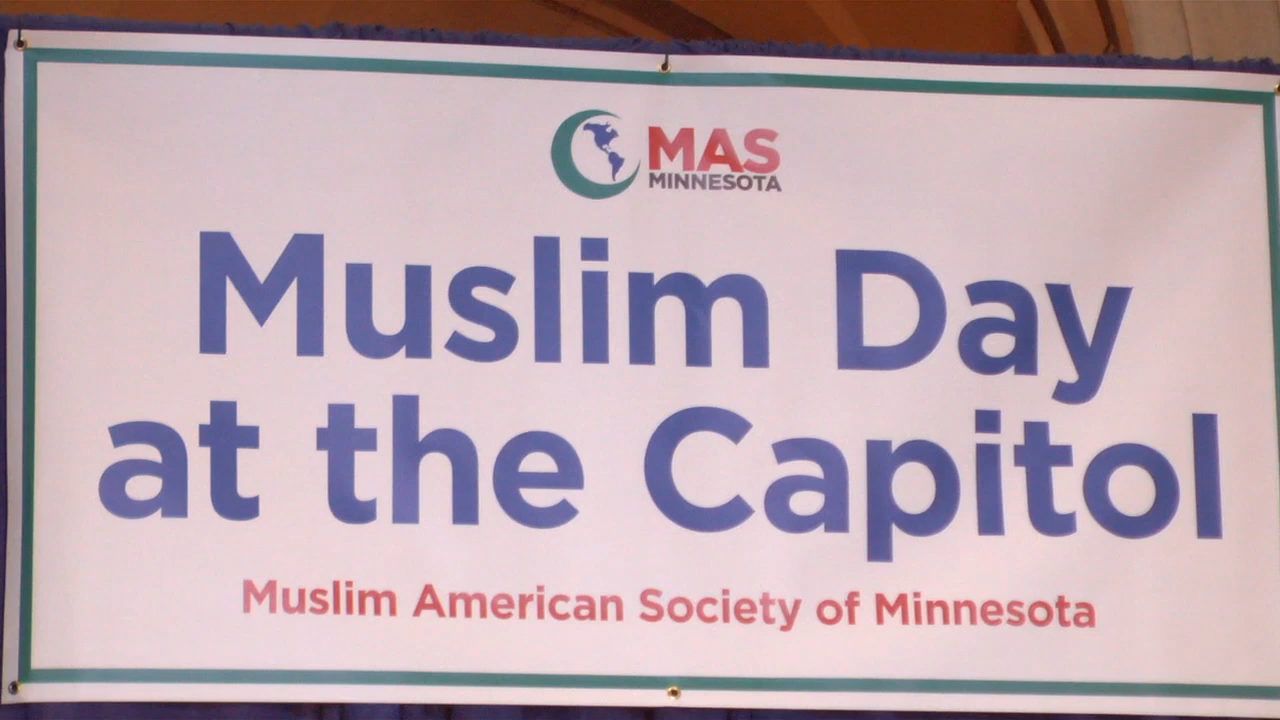 MAS
MINNESOTA
Muslim Day
at the Capitol
Muslim American Society of Minnesota